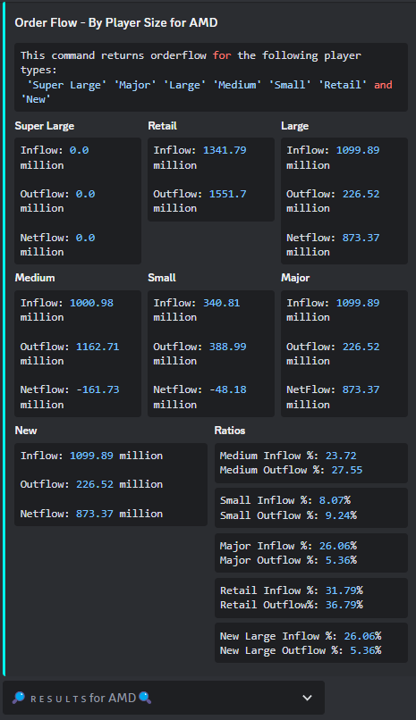 Order Flow - By Player Size for AMD
This command returns orderflow for the following player
types:
'Super Large' 'Major' 'Large' 'Medium' 'Small' 'Retail' and
'New'
Super Large
Inflow: 0.0
million
Outflow: 0.0
million
Netflow: 0.0
million
Retail
Inflow: 1341.79
million
Outflow: 1551.7
million
Large
Inflow: 1099.89
million
Outflow: 226.52
million
Netflow: 873.37
million
Medium
Inflow: 1000.98
million
Outflow: 1162.71
million
Netflow: -161.73
million
Small
Inflow: 340.81
million
Outflow: 388.99
million
Netflow: -48.18
million
Major
Inflow: 1099.89
million
Outflow: 226.52
million
NetFlow: 873.37
million
New
Inflow: 1099.89 million
Outflow: 226.52 million
Netflow: 873.37 million
Ratios
Medium Inflow %: 23.72
Medium Outflow %: 27.55
Small Inflow %: 8.07%
Small Outflow %: 9.24%
Major Inflow %: 26.06%
Major Outflow %: 5.36%
Retail Inflow %: 31.79%
Retail Outflow%: 36.79%
New Large Inflow %: 26.06%
New Large Outflow %: 5.36%
🔎 ʀᴇsᴜʟᴛs for AMD 🔍